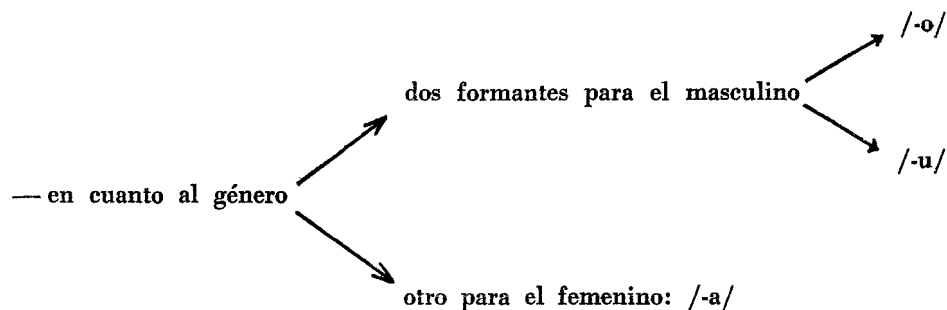 /-o/
dos formantes para el masculino
/-u/
— en cuanto al género
otro para el femenino: /-a/